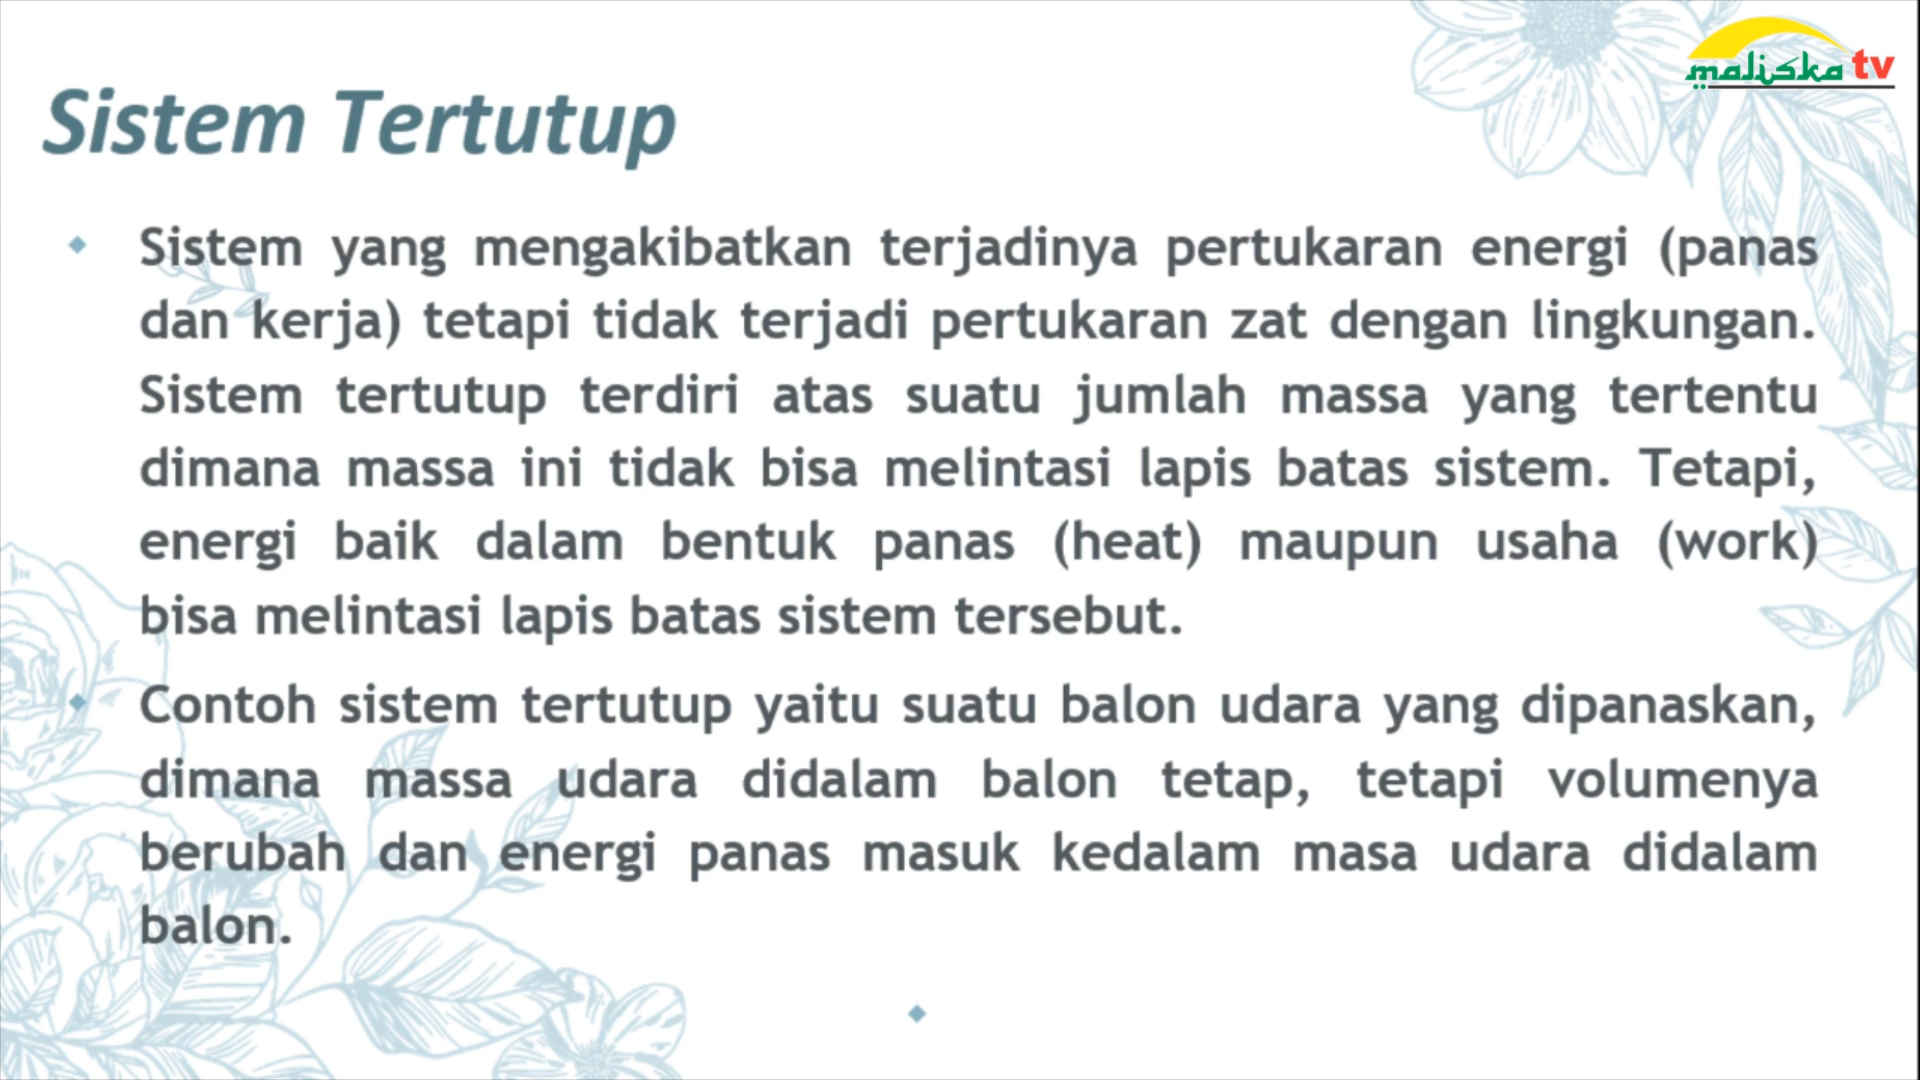 maliska tv
Sistem Tertutup
Sistem yang mengakibatkan terjadinya pertukaran energi (panas
dan kerja) tetapi tidak terjadi pertukaran zat dengan lingkungan.
Sistem tertutup terdiri atas suatu jumlah massa yang tertentu
dimana massa ini tidak bisa melintasi lapis batas sistem. Tetapi,
energi baik dalam bentuk panas (heat) maupun usaha (work)
bisa melintasi lapis batas sistem tersebut.
Contoh sistem tertutup yaitu suatu balon udara yang dipanaskan,
dimana massa udara didalam balon tetap, tetapi volumenya
berubah dan energi panas masuk kedalam masa udara didalam
balon.